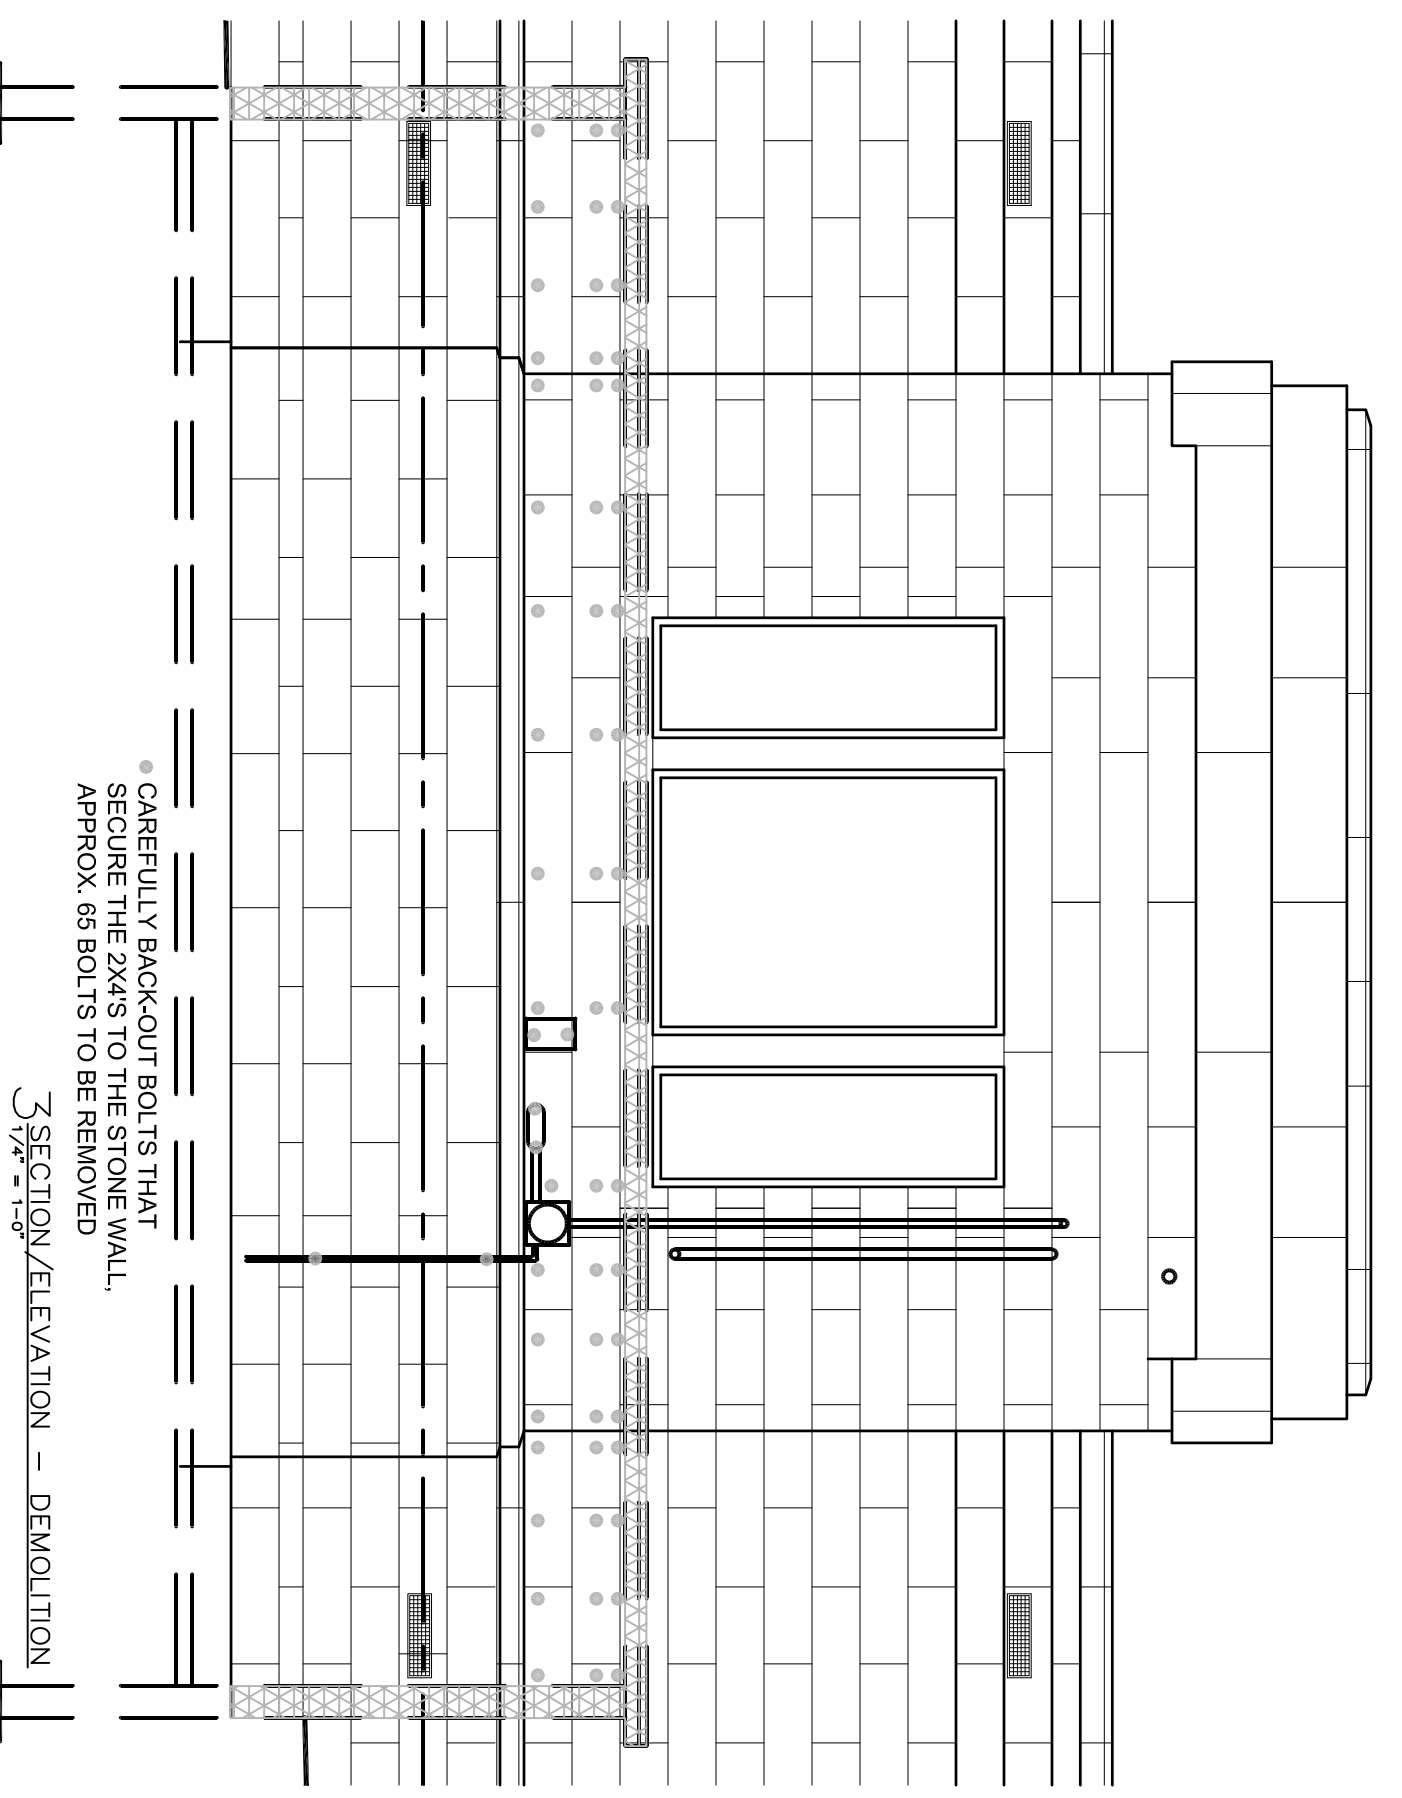 CAREFULLY BACK-OUT BOLTS THAT
SECURE THE 2X4'S TO THE STONE WALL,
APPROX. 65 BOLTS TO BE REMOVED
3 SECTION/ELEVATION - DEMOLITION
1/4" = 1-0"